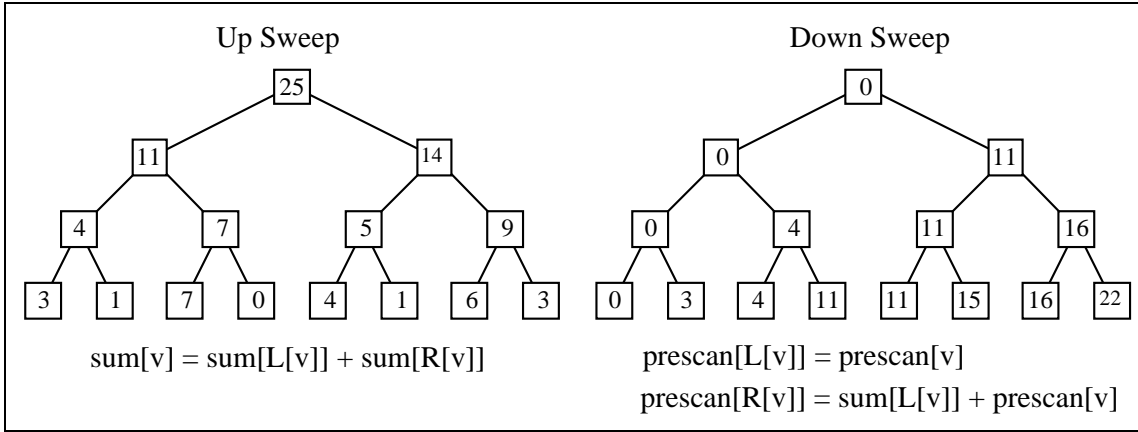 Up Sweep
25
11 14
4 7 5 9
3 1 7 0 4 1 6 3
sum[v] = sum[L[v]] + sum[R[v]]
Down Sweep
0
0 11
0 4 11 16
0 3 4 11 11 15 16 22
prescan[L[v]] = prescan[v]
prescan[R[v]] = sum[L[v]] + prescan[v]